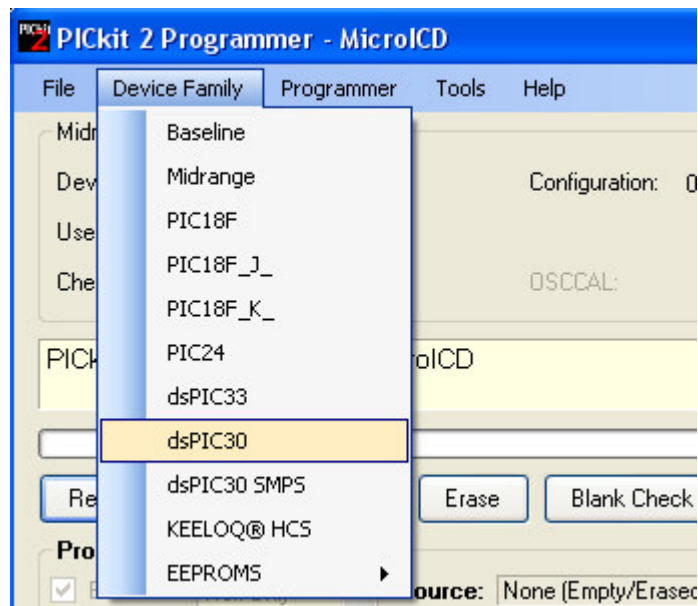 PICkit 2 Programmer - MicroICD
File Device Family Programmer Tools Help
Baseline
Midrange
Configuration: 0
PIC18F
PIC18F_J_
OSCCAL:
PIC18F_K_
PIC24
dsPIC33
dsPIC30
dsPIC30 SMPS
Erase Blank Check
KEELOQ® HCS
EEPROMS
None (Empty/Erased